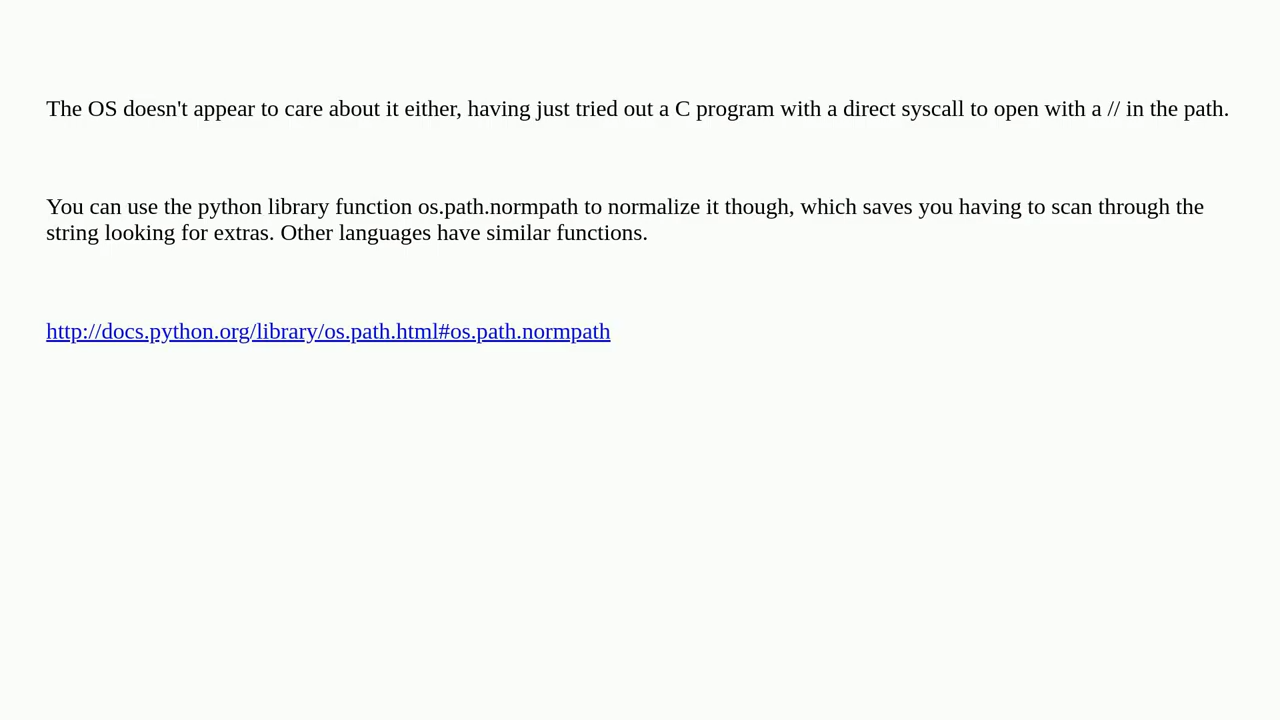 The OS doesn't appear to care about it either, having just tried out a C program with a direct syscall to open with a // in the path.
You can use the python library function os.path.normpath to normalize it though, which saves you having to scan through the
string looking for extras. Other languages have similar functions.
http://docs.python.org/library/os.path.html#os.path.normpath